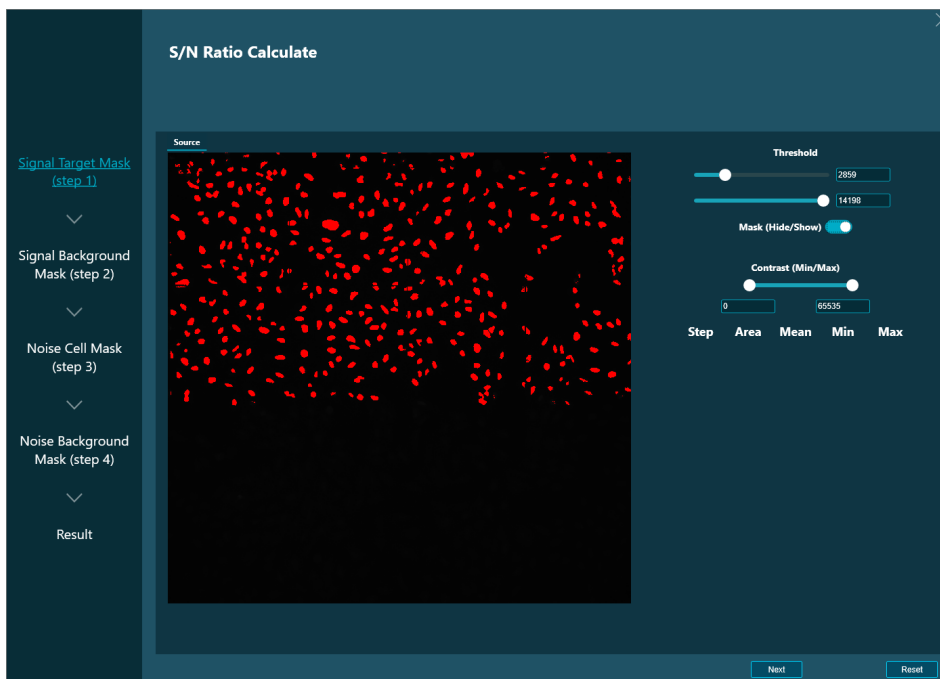 S/N Ratio Calculate
Signal Target Mask
(step 1)
Signal Background
Mask (step 2)
Noise Cell Mask
(step 3)
Noise Background
Mask (step 4)
Result
Source
Threshold
2859
14198
Mask (Hide/Show)
Contrast (Min/Max)
0 65535
Step Area Mean Min Max
Next Reset